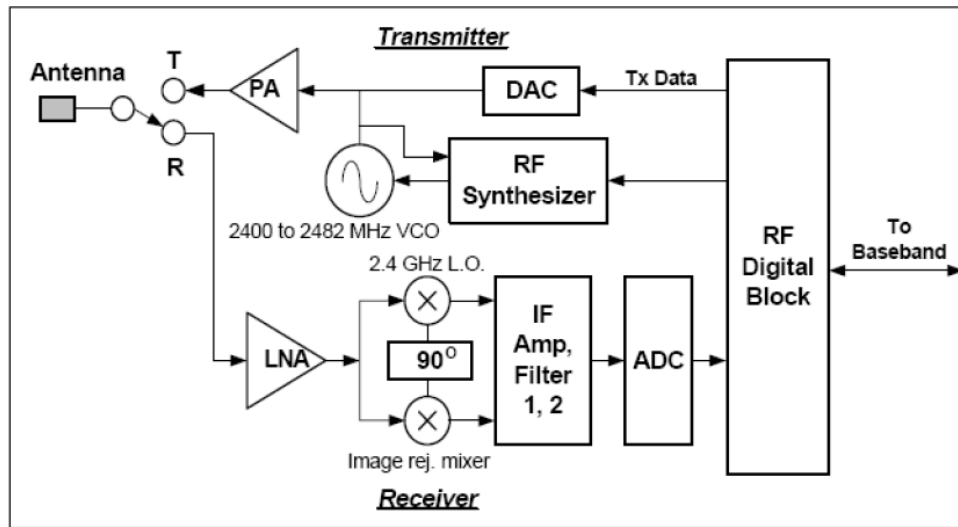 Transmitter
Antenna
T
PA
DAC
Tx Data
R
RF
Synthesizer
2400 to 2482 MHz VCO
RF
Digital
Block
To
Baseband
2.4 GHz L.O.
LNA
90°
IF
Amp,
Filter
1, 2
ADC
Image rej. mixer
Receiver